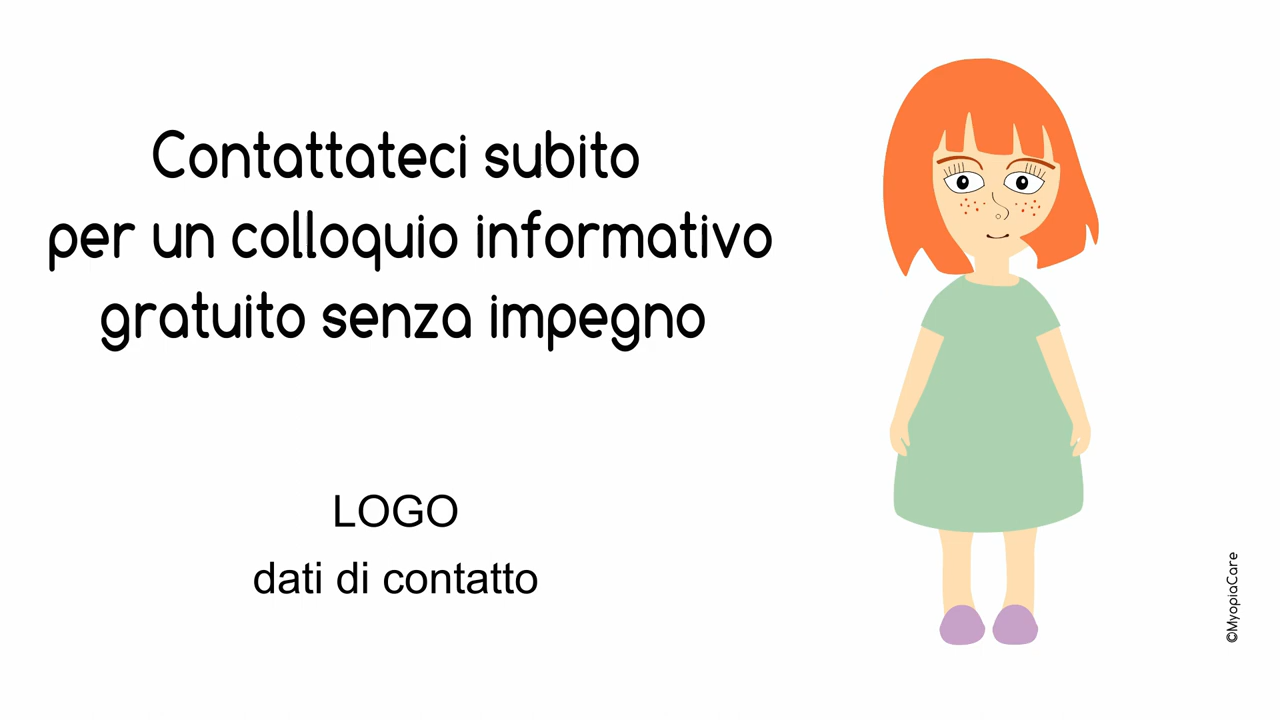 Contattateci subito
per un colloquio informativo
gratuito senza impegno
LOGO
dati di contatto
©MyopiaCare